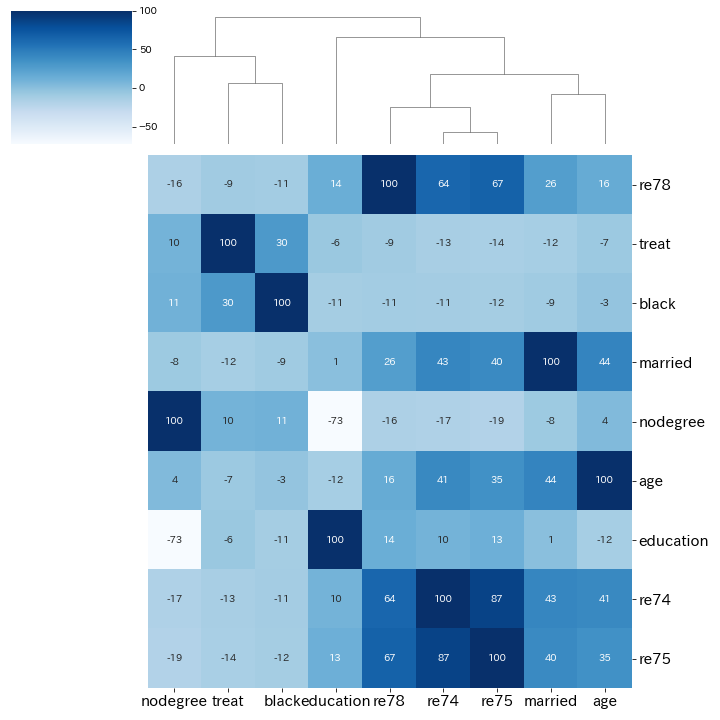 100
50
0
−50
-16 -9 -11 14 100 64 67 26 16 re78
10 100 30 -6 -9 -13 -14 -12 -7 treat
11 30 100 -11 -11 -11 -12 -9 -3 black
-8 -12 -9 1 26 43 40 100 44 married
100 10 11 -73 -16 -17 -19 -8 4 nodegree
4 -7 -3 -12 16 41 35 44 100 age
-73 -6 -11 100 14 10 13 1 -12 education
-17 -13 -11 10 64 100 87 43 41 re74
-19 -14 -12 13 67 87 100 40 35 re75
nodegree treat black education re78 re74 re75 married age